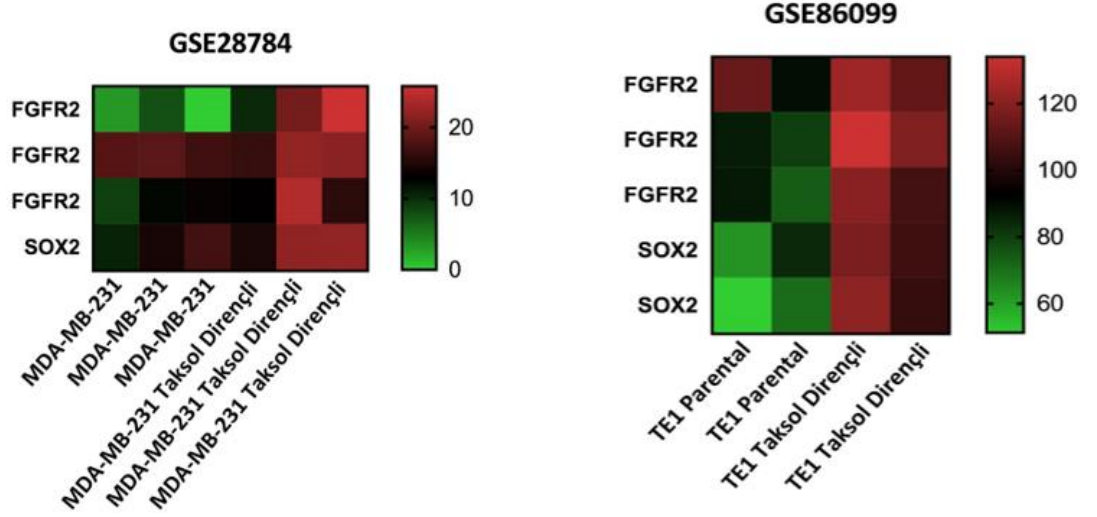 GSE28784
FGFR2
FGFR2
FGFR2
SOX2
20
10
0
MDA-MB-231
MDA-MB-231
MDA-MB-231
MDA-MB-231 Taksol Dirençli
MDA-MB-231 Taksol Dirençli
MDA-MB-231 Taksol Dirençli
GSE86099
FGFR2
FGFR2
FGFR2
SOX2
SOX2
120
100
80
60
TE1 Parental
TE1 Parental
TE1 Taksol Dirençli
TE1 Taksol Dirençli